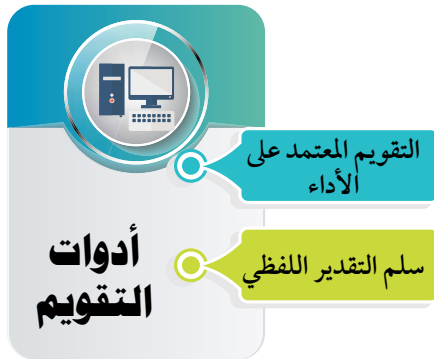 التقويم المعتمد على
الأداء
سلم التقدير اللفظي
أدوات
التقويم